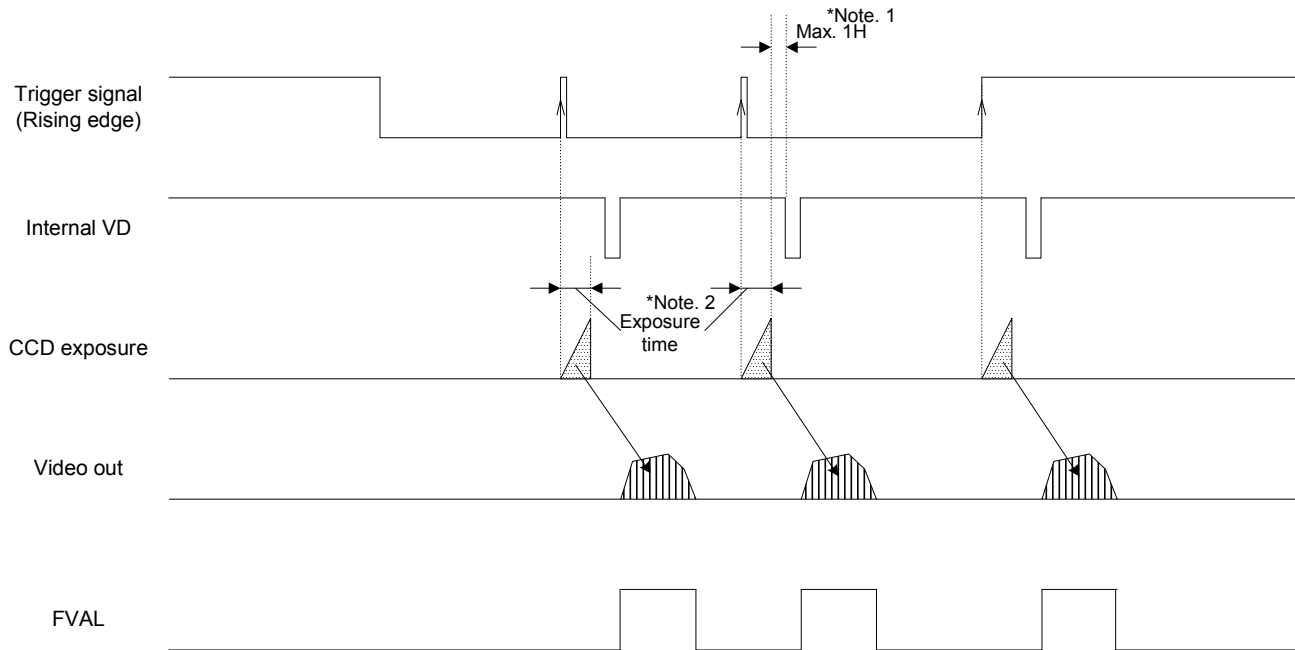 *Note. 1
Max. 1H
Trigger signal
(Rising edge)
Internal VD
*Note. 2
Exposure
time
CCD exposure
Video out
FVAL